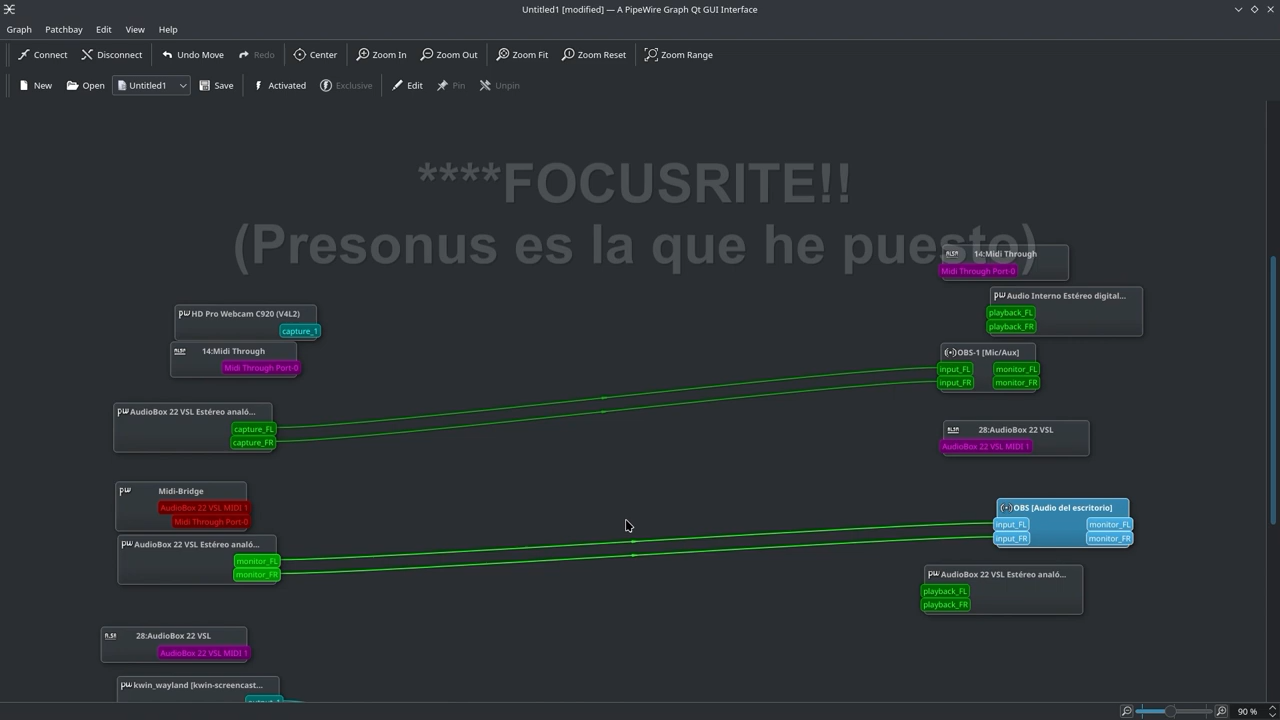 Untitled1 [modified] — A PipeWire Graph Qt GUI Interface
Graph Patchbay Edit View Help
Connect Disconnect Undo Move Redo Center Zoom In Zoom Out Zoom Fit Zoom Reset Zoom Range
New Open Untitled1 Save Activated Exclusive Edit Pin Unpin
****FOCUSRITE!!
(Presonus es la que he puesto)
14:Midi Through
Midi Through Port-0
Audio Interno Estéreo digital...
playback_FL
playback_FR
HD Pro Webcam C920 (V4L2)
capture_1
14:Midi Through
Midi Through Port-0
OBS-1 [Mic/Aux]
input_FL monitor_FL
input_FR monitor_FR
AudioBox 22 VSL Estéreo analó...
capture_FL
capture_FR
28:AudioBox 22 VSL
AudioBox 22 VSL MIDI 1
Midi-Bridge
AudioBox 22 VSL MIDI 1
Midi Through Port-0
OBS [Audio del escritorio]
input_FL monitor_FL
input_FR monitor_FR
AudioBox 22 VSL Estéreo analó...
monitor_FL
monitor_FR
AudioBox 22 VSL Estéreo analó...
playback_FL
playback_FR
28:AudioBox 22 VSL
AudioBox 22 VSL MIDI 1
kwin_wayland [kwin-screencast...
90 %